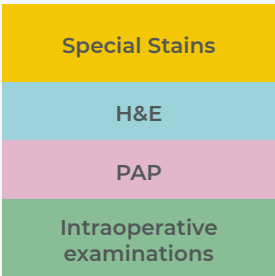 Special Stains
H&E
PAP
Intraoperative
examinations